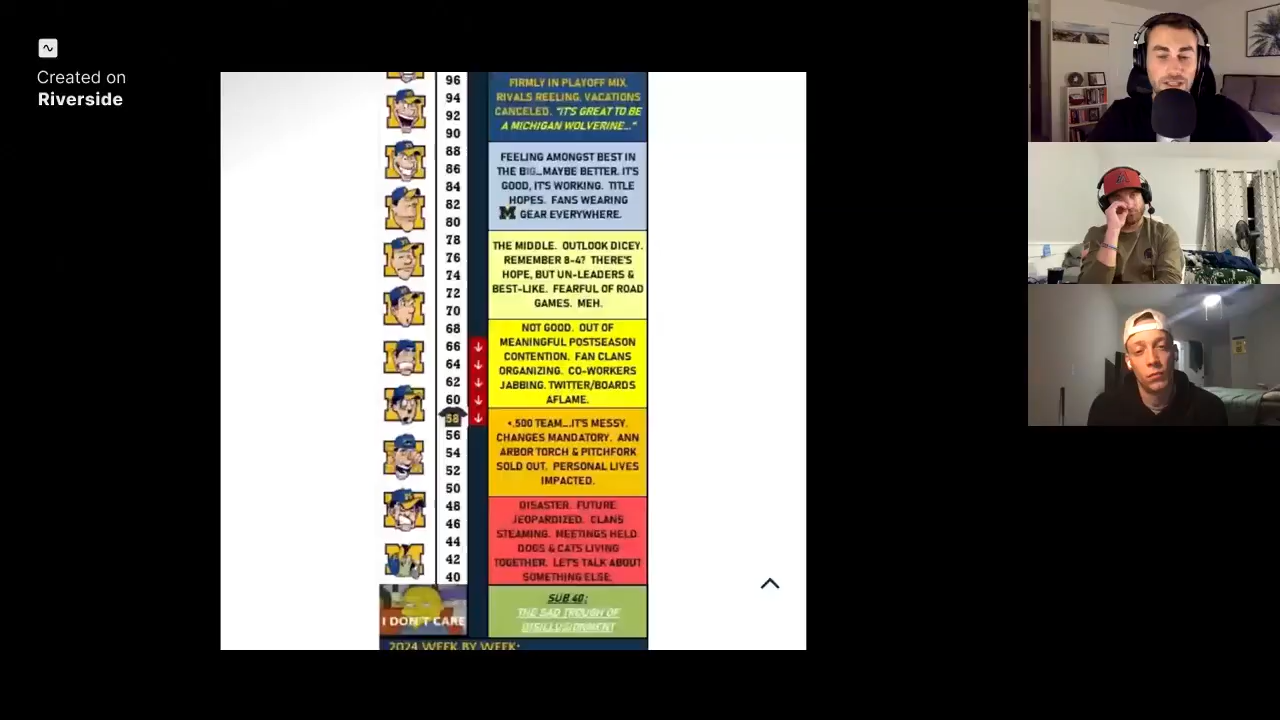 Created on
Riverside
96
94
92
90
88
86
84
82
80
78
76
74
72
70
68
66
64
62
60
58
56
54
52
50
48
46
44
42
40
FIRMLY IN PLAYOFF MIX.
RIVALS REELING. VACATIONS
CANCELED. "IT'S GREAT TO BE
A MICHIGAN WOLVERINE..."
FEELING AMONGST BEST IN
THE B1G...MAYBE BETTER. IT'S
GOOD, IT'S WORKING. TITLE
HOPES. FANS WEARING
M GEAR EVERYWHERE.
THE MIDDLE. OUTLOOK DICEY.
REMEMBER 8-4? THERE'S
HOPE, BUT UN-LEADERS &
BEST-LIKE. FEARFUL OF ROAD
GAMES. MEH.
NOT GOOD. OUT OF
MEANINGFUL POSTSEASON
CONTENTION. FAN CLANS
ORGANIZING. CO-WORKERS
JABBING. TWITTER/BOARDS
AFLAME.
<.500 TEAM...IT'S MESSY.
CHANGES MANDATORY. ANN
ARBOR TORCH & PITCHFORK
SOLD OUT. PERSONAL LIVES
IMPACTED.
DISASTER. FUTURE
JEOPARDIZED. CLANS
STEAMING. MEETINGS HELD.
DOGS & CATS LIVING
TOGETHER. LET'S TALK ABOUT
SOMETHING ELSE.
I DON'T CARE
SUB 40:
THE SAD TROUGH OF
DISILLUSIONMENT
2024 WEEK BY WEEK: